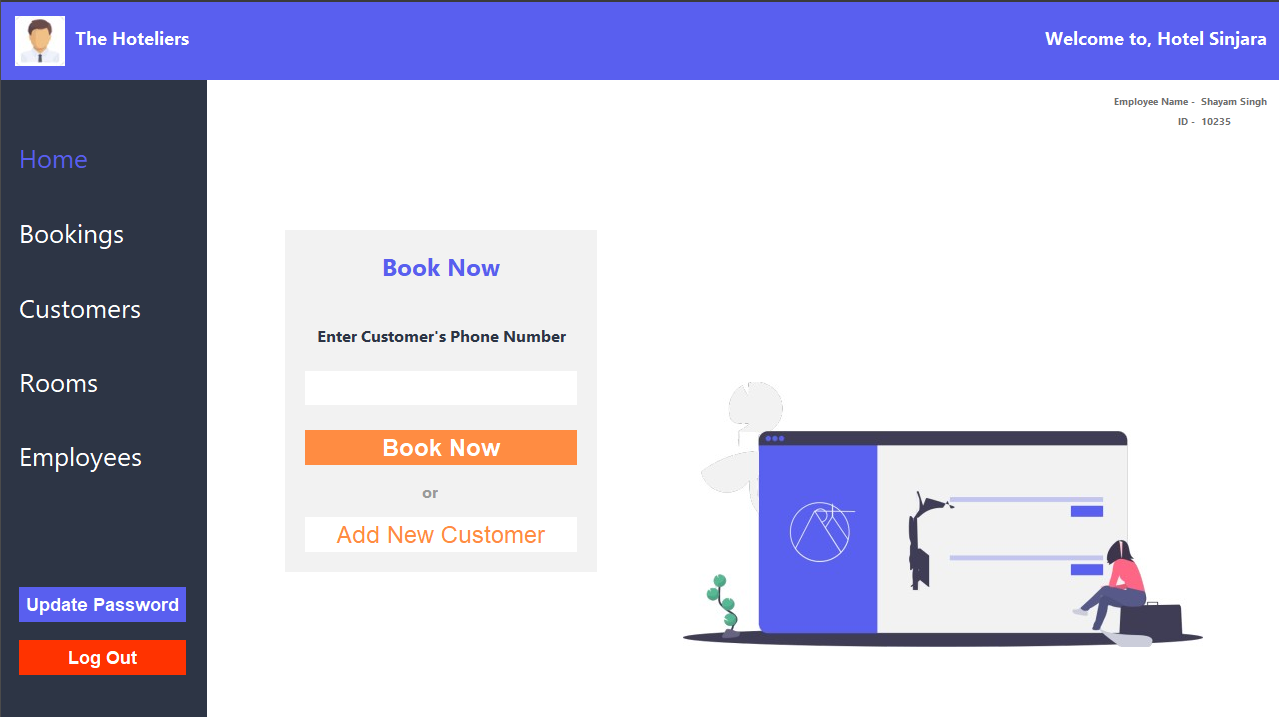 The Hoteliers
Welcome to, Hotel Sinjara
Employee Name - Shayam Singh
ID - 10235
Home
Bookings
Customers
Rooms
Employees
Update Password
Log Out
Book Now
Enter Customer's Phone Number
Book Now
or
Add New Customer